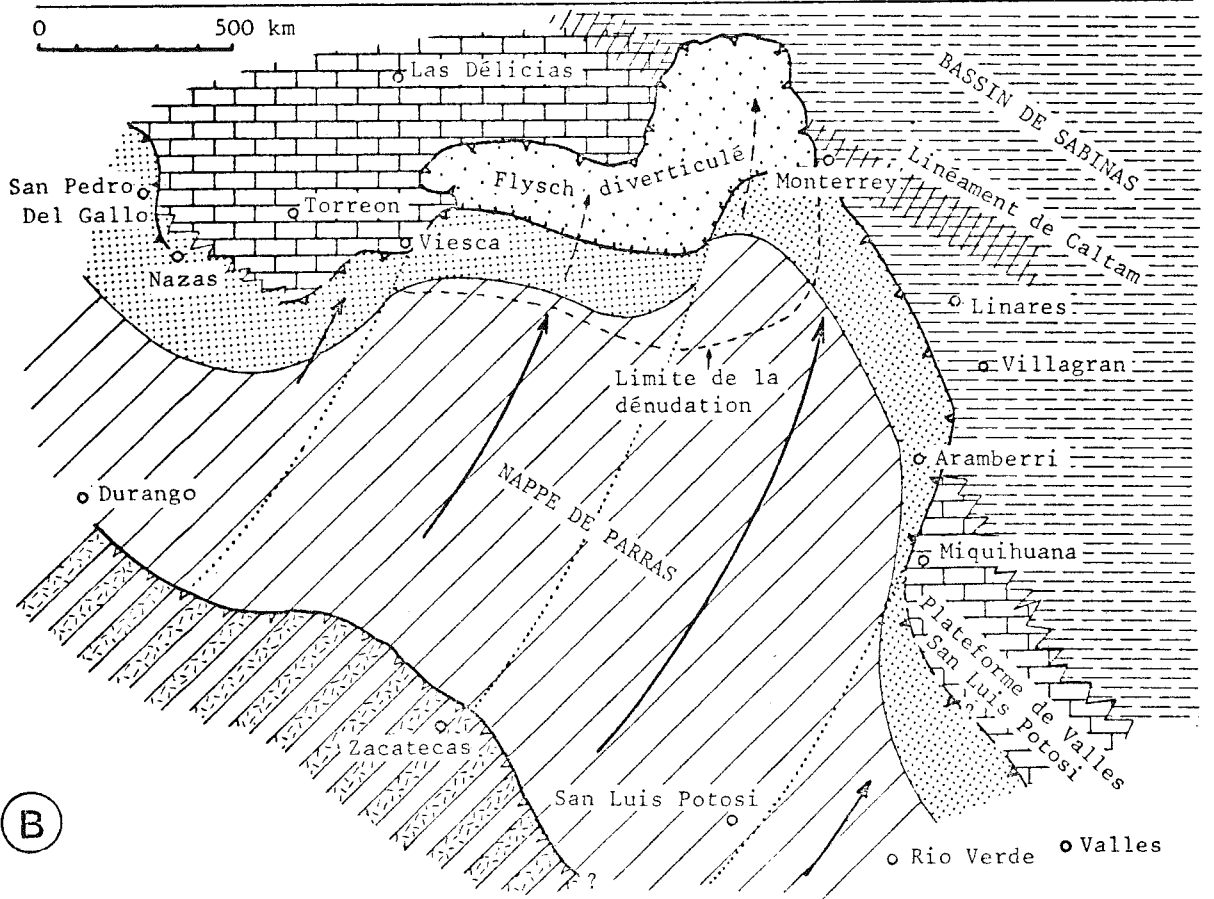 0 500 km
Las Délicias
BASSIN DE SABINAS
Flysch diverticulé
Monterrey
Linéament de Caltam
San Pedro
Del Gallo
Torreon
Viesca
Nazas
Linares
Villagran
Limite de la
dénudation
Aramberri
NAPPE DE PARRAS
Durango
Miquihuana
Plateforme de Valles
San Luis Potosi
Zacatecas
San Luis Potosi
B
Rio Verde
Valles
?